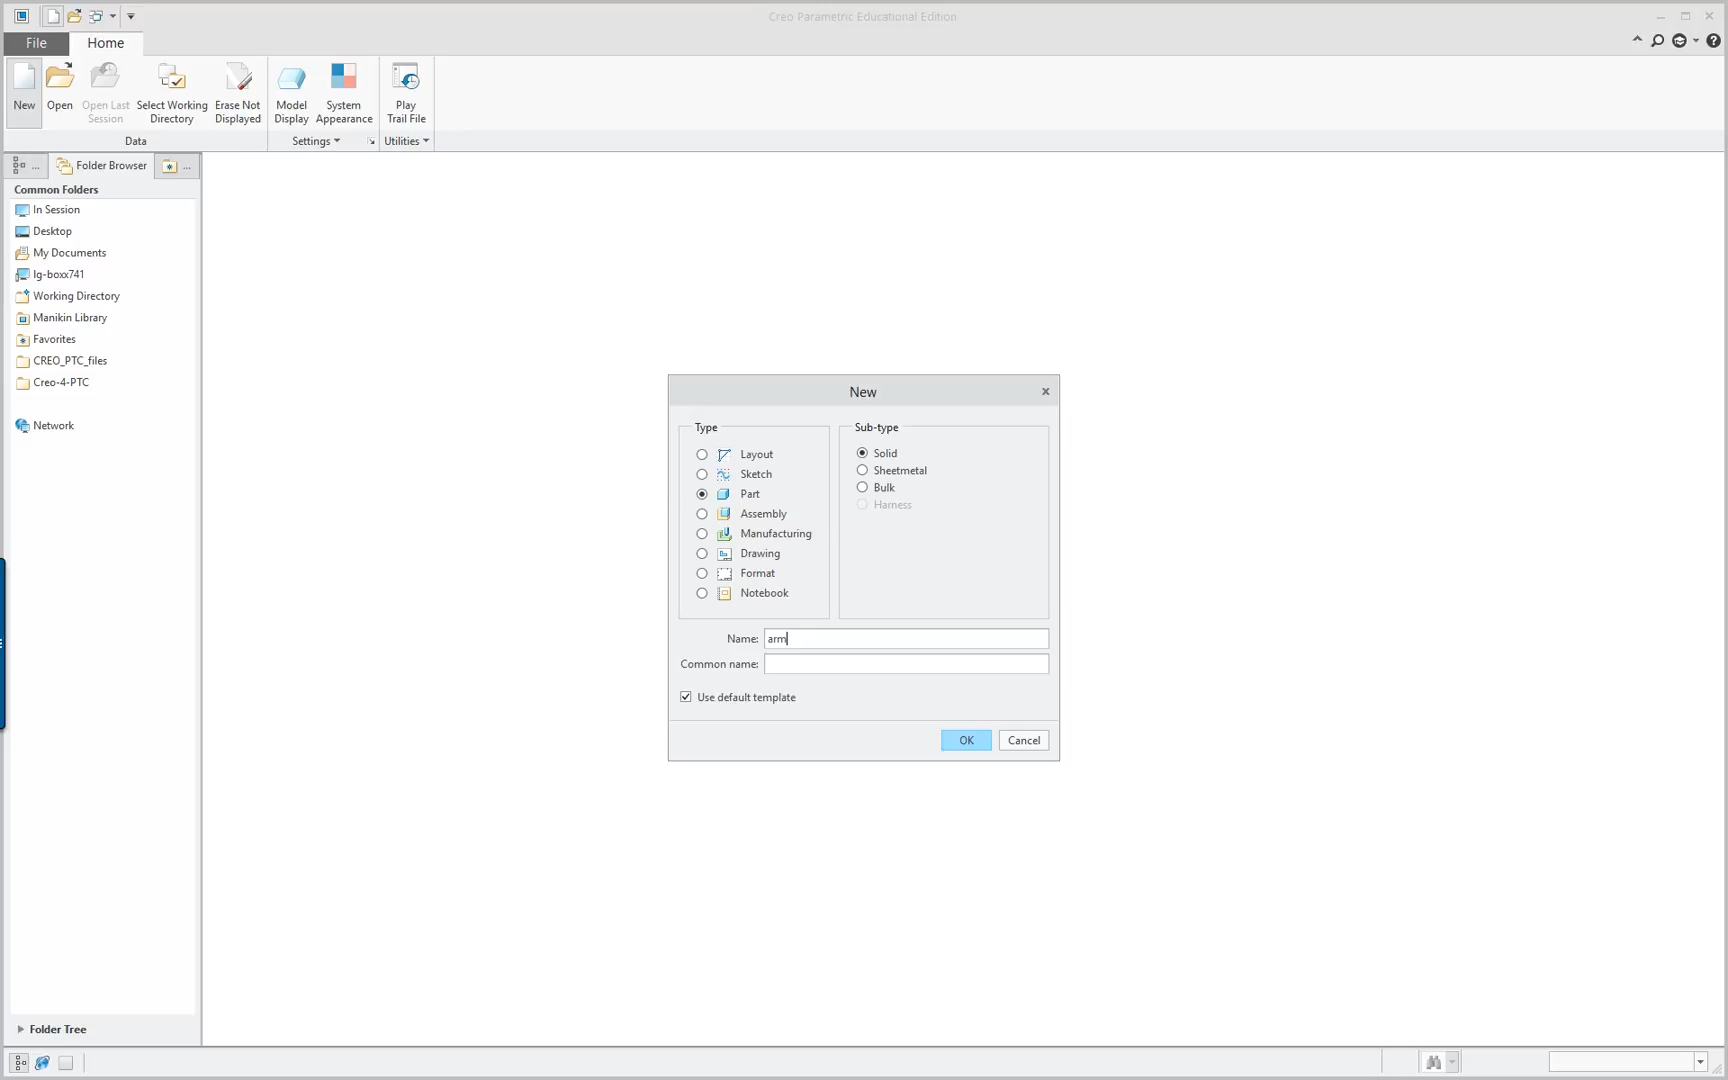 Creo Parametric Educational Edition
File
Home
New
Open
Open Last
Session
Select Working
Directory
Erase Not
Displayed
Model
Display
System
Appearance
Play
Trail File
Data
Settings
Utilities
...
Folder Browser
...
Common Folders
In Session
Desktop
My Documents
lg-boxx741
Working Directory
Manikin Library
Favorites
CREO_PTC_files
Creo-4-PTC
Network
Folder Tree
New
Type
Layout
Sketch
Part
Assembly
Manufacturing
Drawing
Format
Notebook
Sub-type
Solid
Sheetmetal
Bulk
Harness
Name: arm
Common name:
Use default template
OK
Cancel